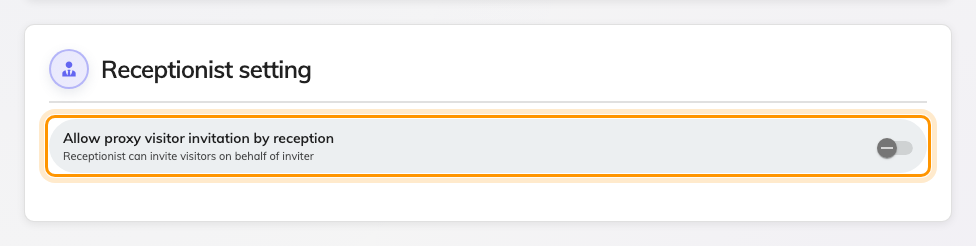 Receptionist setting
Allow proxy visitor invitation by reception
Receptionist can invite visitors on behalf of inviter